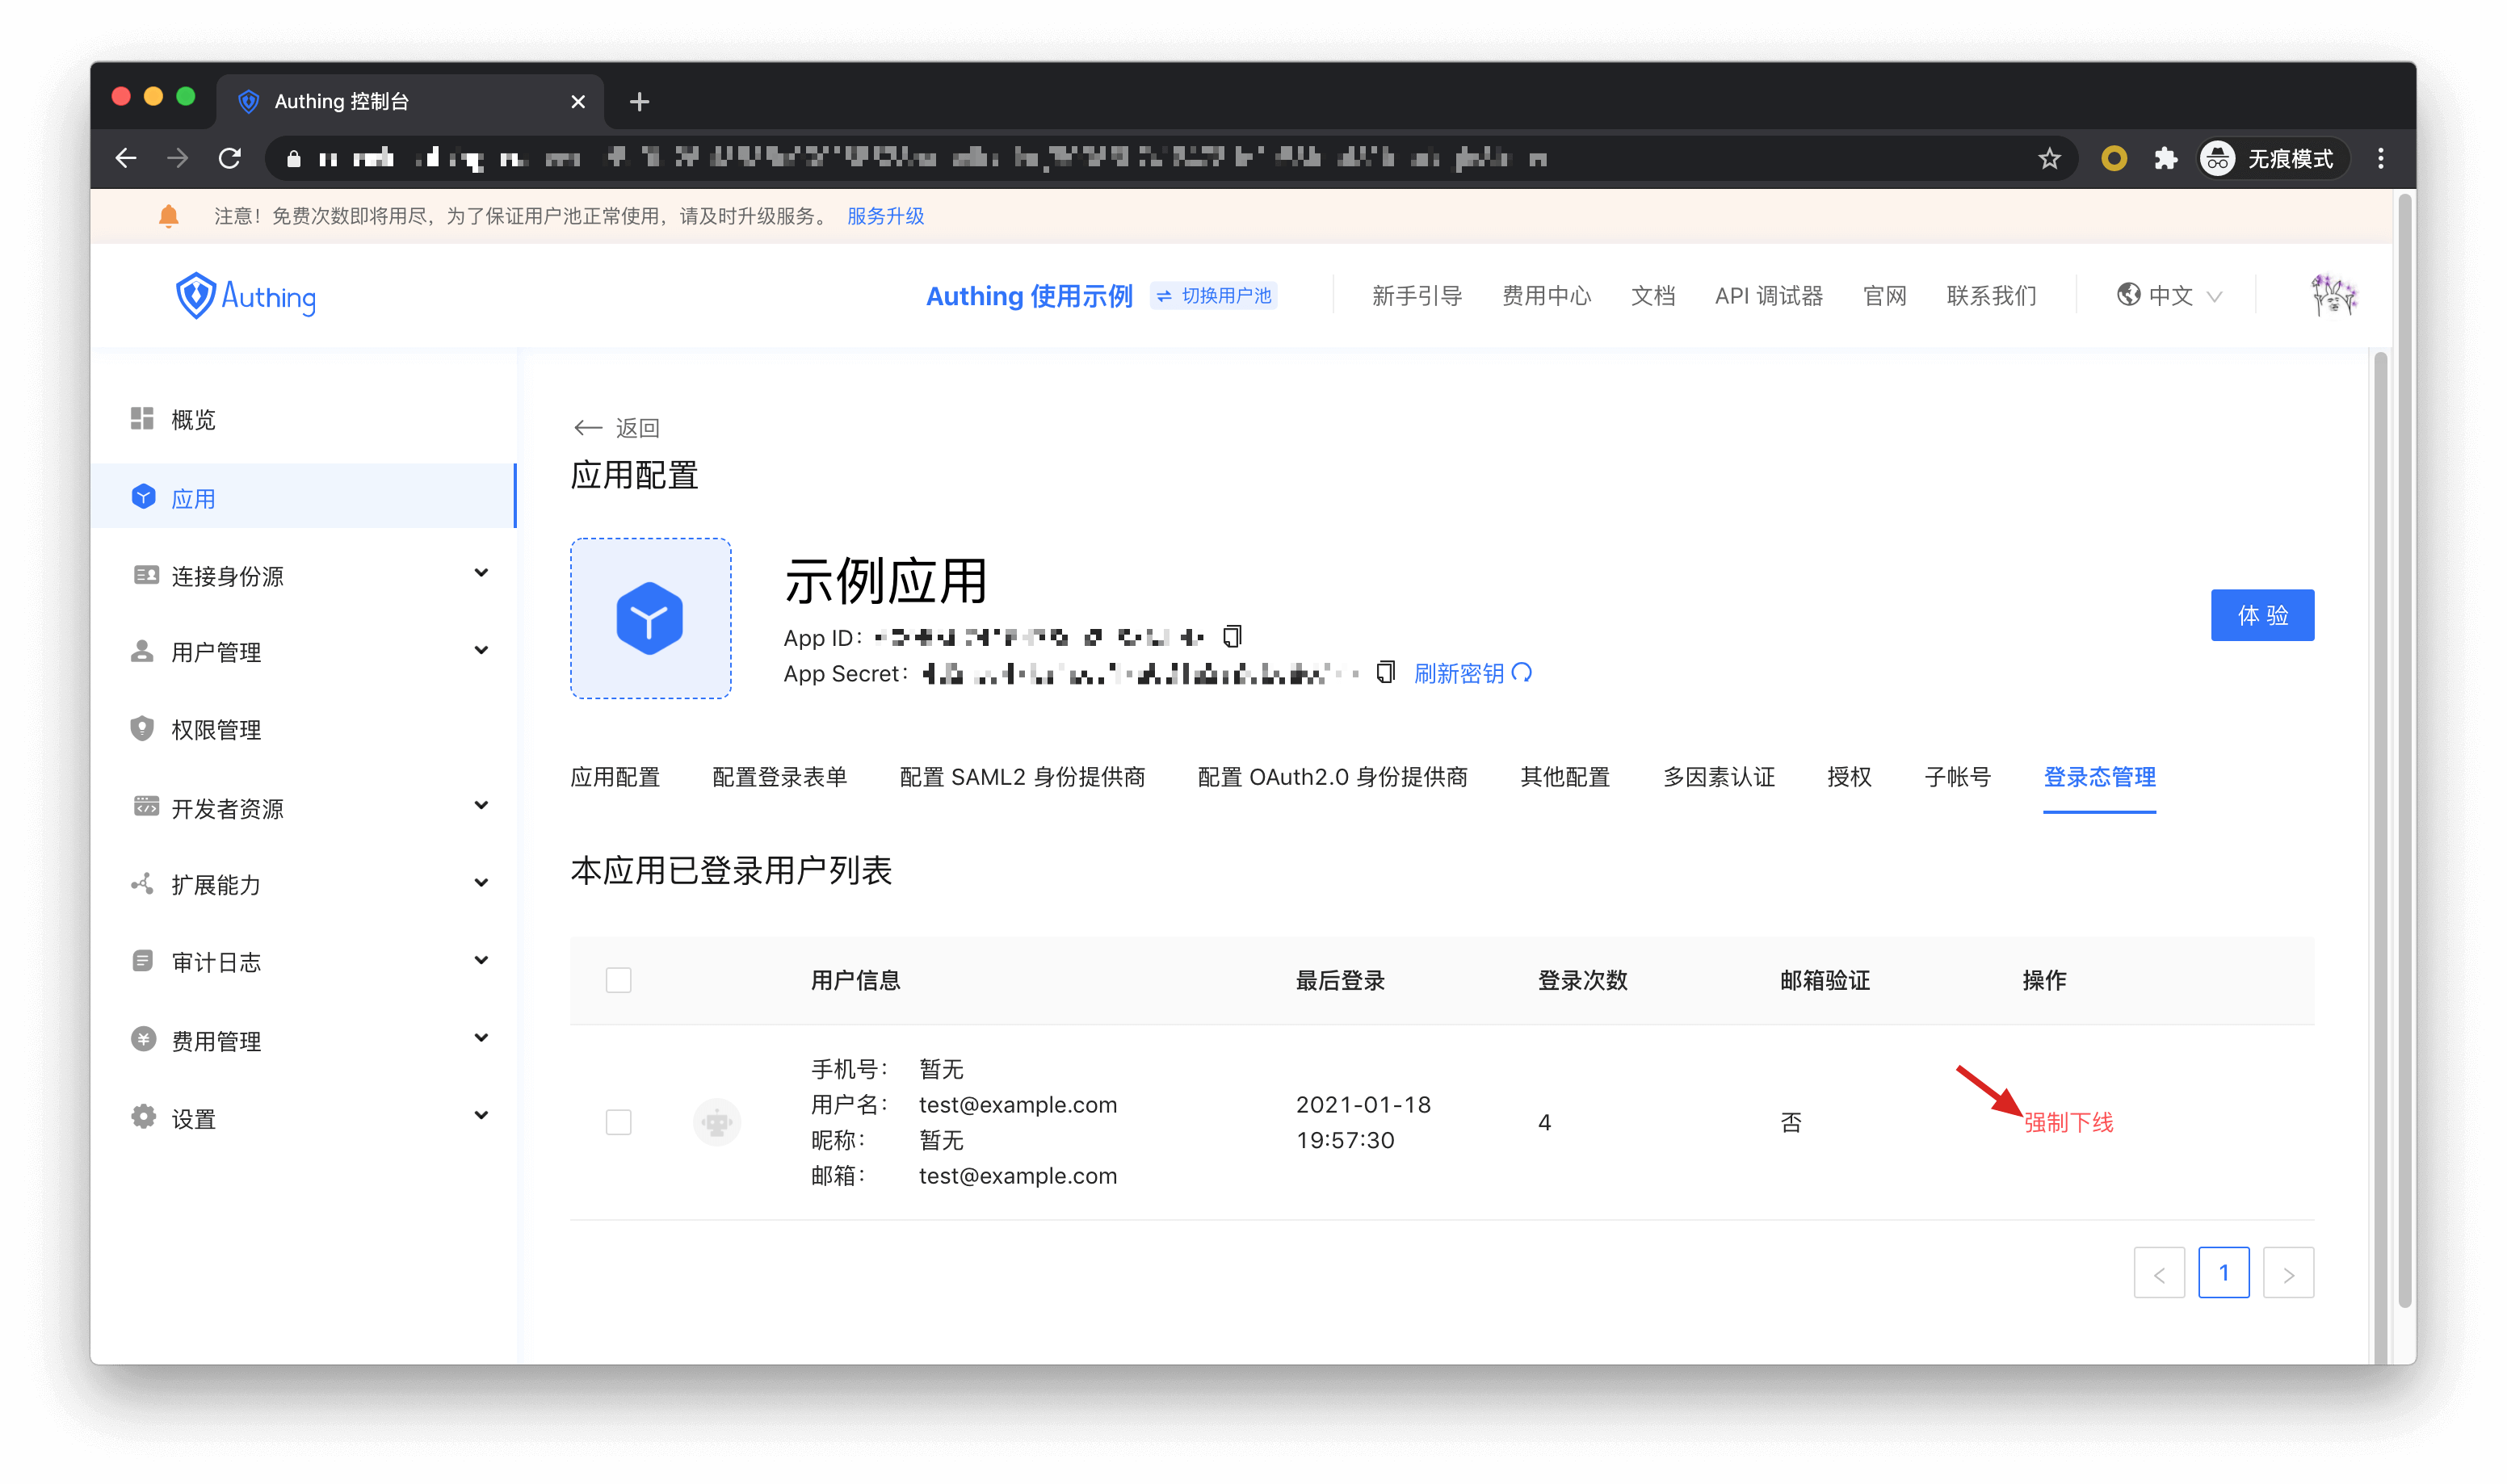 Authing 控制台
无痕模式
注意！免费次数即将用尽，为了保证用户池正常使用，请及时升级服务。 服务升级
Authing
Authing 使用示例 切换用户池 新手引导 费用中心 文档 API 调试器 官网 联系我们 中文
概览
应用
连接身份源
用户管理
权限管理
开发者资源
扩展能力
审计日志
费用管理
设置
返回
应用配置
示例应用
App ID：
App Secret： 刷新密钥
体 验
应用配置 配置登录表单 配置 SAML2 身份提供商 配置 OAuth2.0 身份提供商 其他配置 多因素认证 授权 子帐号 登录态管理
本应用已登录用户列表
用户信息 最后登录 登录次数 邮箱验证 操作
手机号： 暂无
用户名： test@example.com
昵称： 暂无
邮箱： test@example.com
2021-01-18
19:57:30
4
否
强制下线
< 1 >